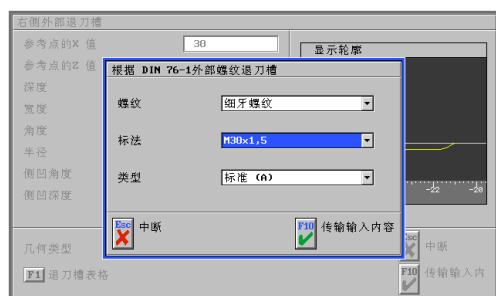 右侧外部退刀槽
参考点的X 值 30
显示轮廓
参考点的Z 值
根据 DIN 76-1外部螺纹退刀槽
深度
螺纹 细牙螺纹
宽度
角度
标法 M30x1,5
半径
侧凹角度
类型 标准 (A)
-22 -20
侧凹深度
Esc 中断 F10 传输输入内容
几何类型
Esc 中断
F1 退刀槽表格
F10 传输输入内